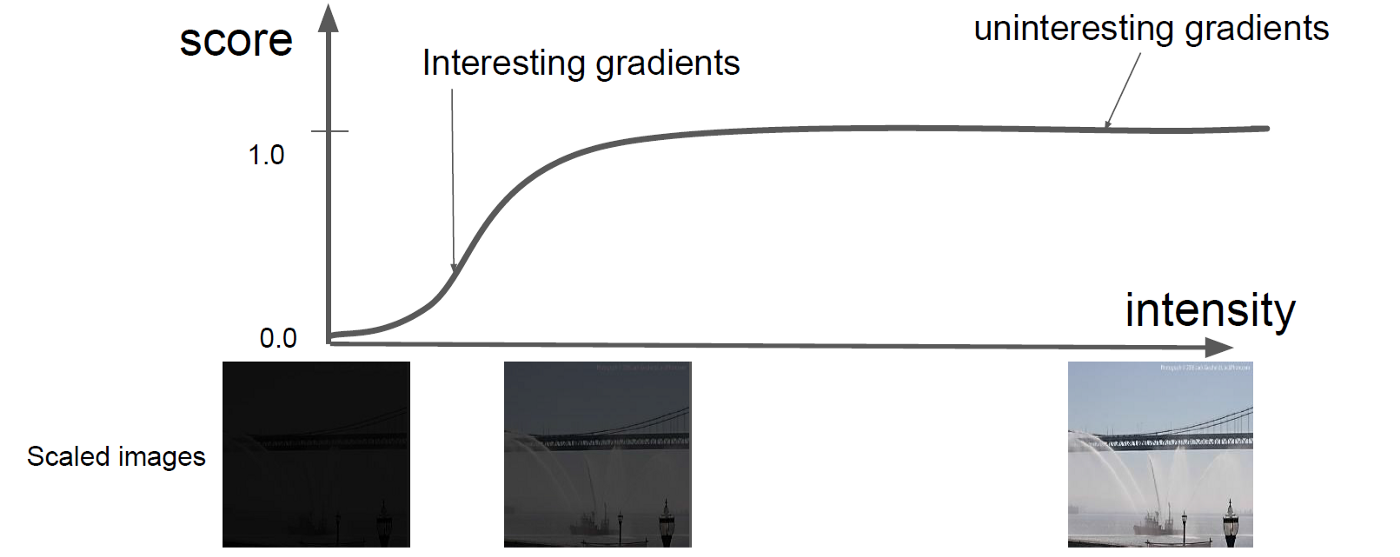 score
Interesting gradients
uninteresting gradients
1.0
0.0
intensity
Scaled images